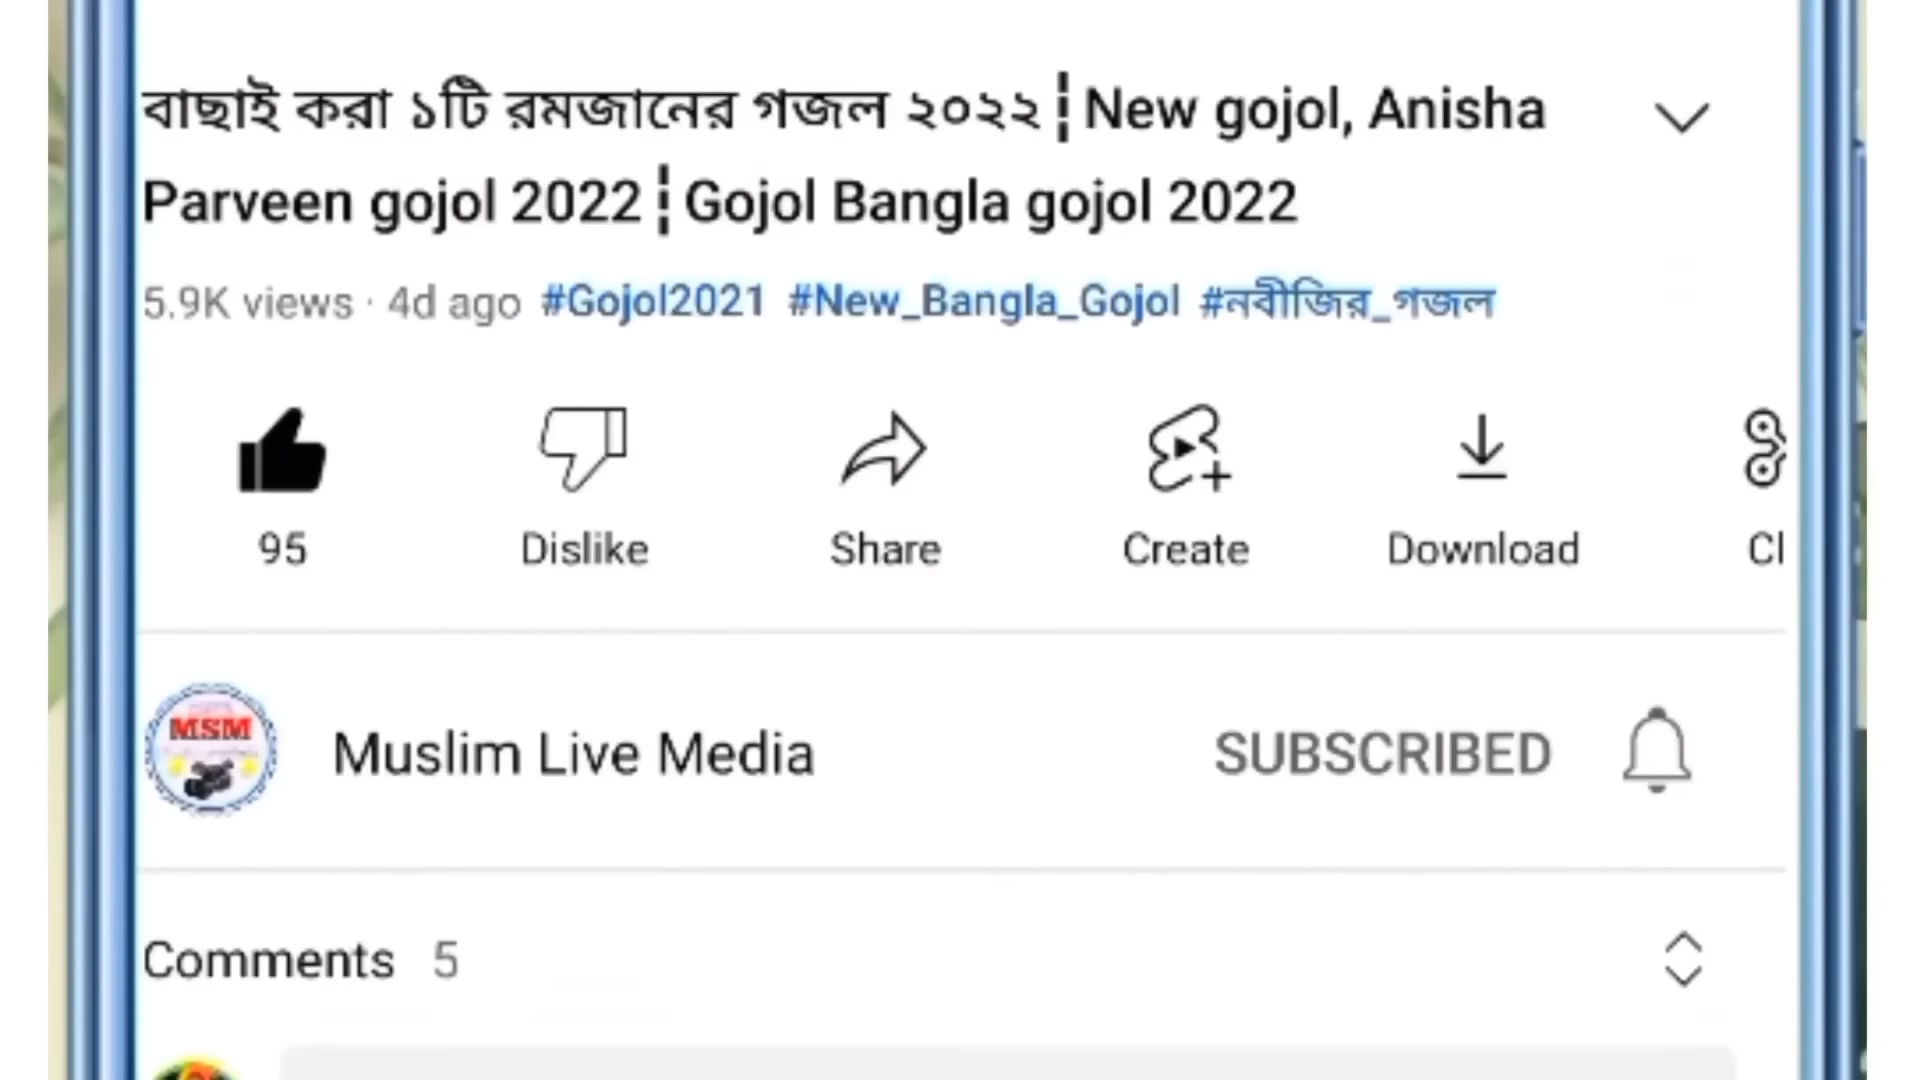 বাছাই করা ১টি রমজানের গজল ২০২২ ¦ New gojol, Anisha
Parveen gojol 2022 ¦ Gojol Bangla gojol 2022
5.9K views · 4d ago #Gojol2021 #New_Bangla_Gojol #নবীজির_গজল
95 Dislike Share Create Download Cl
MSM
Muslim Live Media SUBSCRIBED
Comments 5